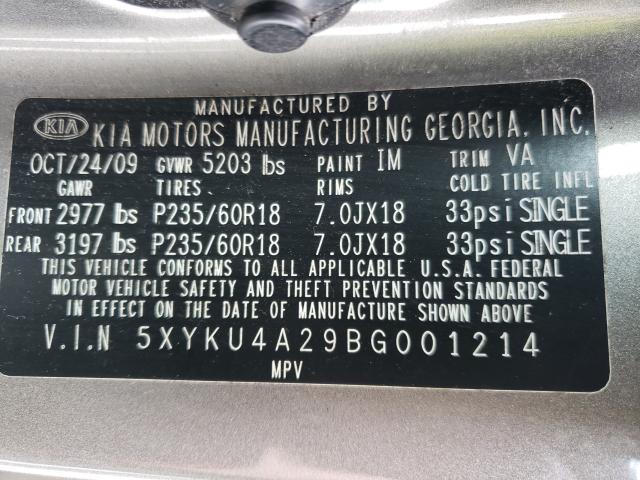 MANUFACTURED BY
KIA KIA MOTORS MANUFACTURING GEORGIA, INC.
OCT/24/09 GVWR 5203 lbs PAINT IM TRIM VA
GAWR TIRES RIMS COLD TIRE INFL
FRONT 2977 lbs P235/60R18 7.0JX18 33psi SINGLE
REAR 3197 lbs P235/60R18 7.0JX18 33psi SINGLE
THIS VEHICLE CONFORMS TO ALL APPLICABLE U.S.A. FEDERAL
MOTOR VEHICLE SAFETY AND THEFT PREVENTION STANDARDS
IN EFFECT ON THE DATE OF MANUFACTURE SHOWN ABOVE
V.I.N 5XYKU4A29BG001214
MPV